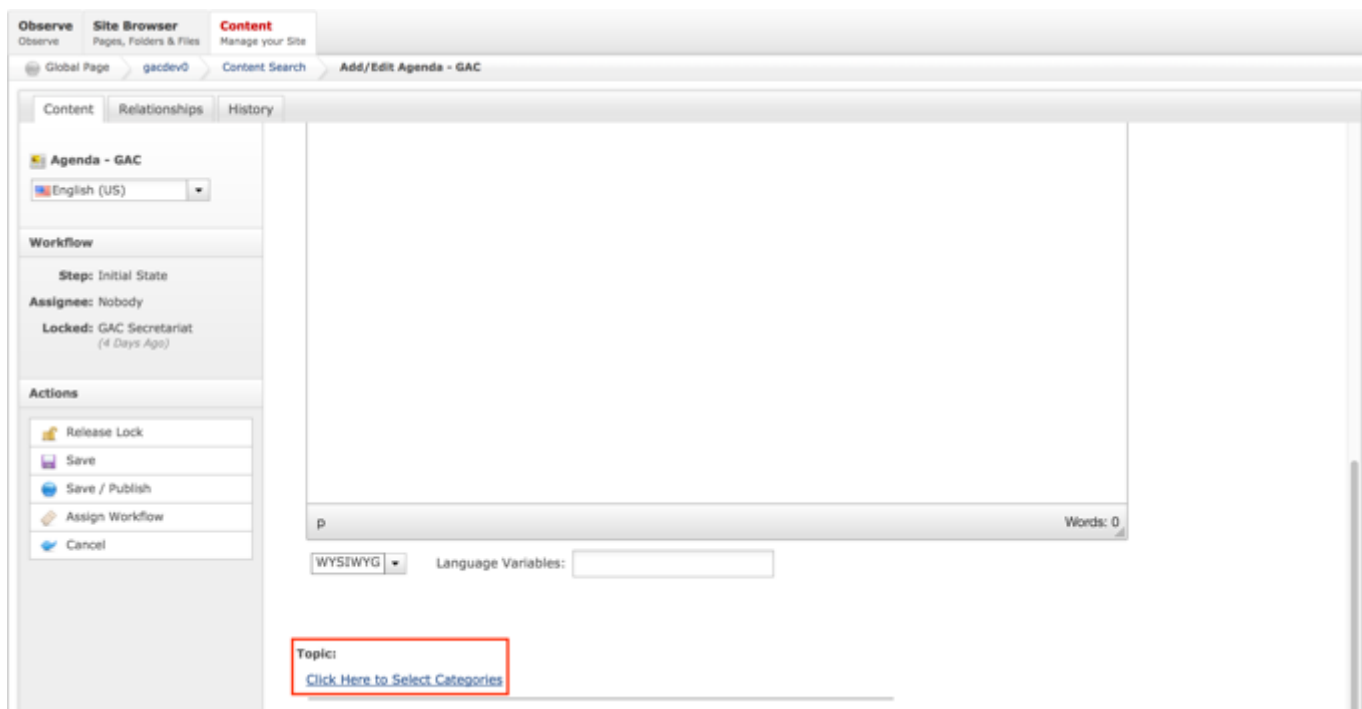 Observe Site Browser Content
Observe Pages, Folders & Files Manage your Site
Global Page gacdev0 Content Search Add/Edit Agenda - GAC
Content Relationships History
Agenda - GAC
English (US)
Workflow
Step: Initial State
Assignee: Nobody
Locked: GAC Secretariat
(4 Days Ago)
Actions
Release Lock
Save
Save / Publish
Assign Workflow
Cancel
p Words: 0
WYSIWYG Language Variables:
Topic:
Click Here to Select Categories